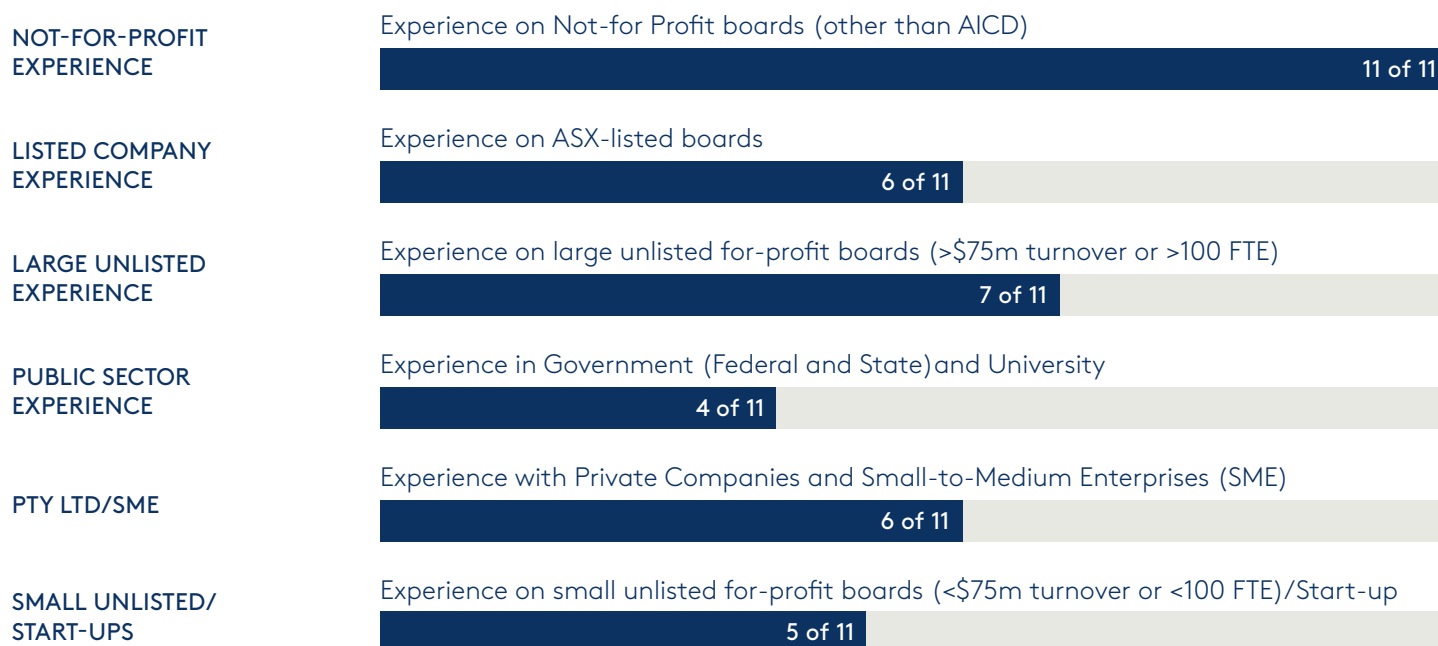 NOT-FOR-PROFIT
EXPERIENCE
Experience on Not-for Profit boards (other than AICD)
11 of 11
LISTED COMPANY
EXPERIENCE
Experience on ASX-listed boards
6 of 11
LARGE UNLISTED
EXPERIENCE
Experience on large unlisted for-profit boards (>$75m turnover or >100 FTE)
7 of 11
PUBLIC SECTOR
EXPERIENCE
Experience in Government (Federal and State)and University
4 of 11
PTY LTD/SME
Experience with Private Companies and Small-to-Medium Enterprises (SME)
6 of 11
SMALL UNLISTED/
START-UPS
Experience on small unlisted for-profit boards (<$75m turnover or <100 FTE)/Start-up
5 of 11